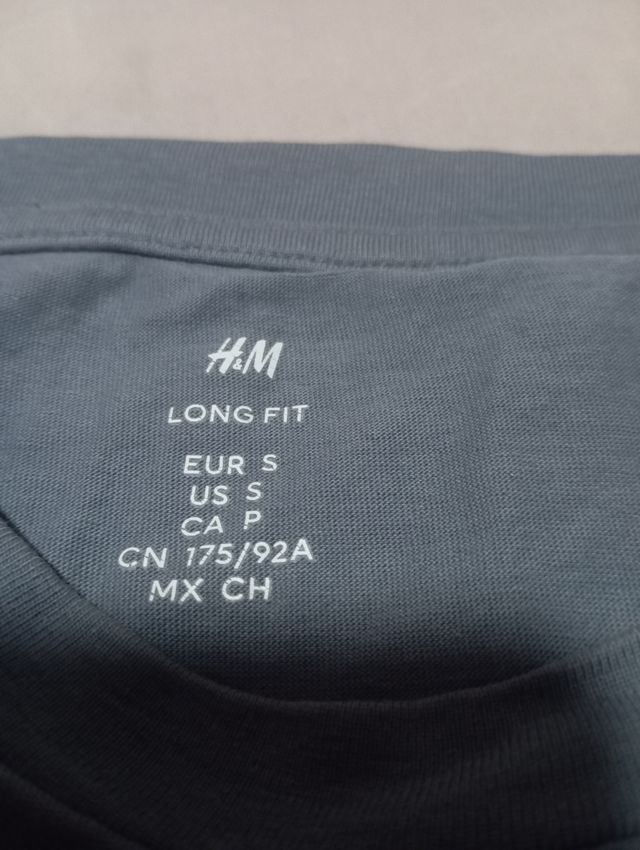 H&M
LONG FIT
EUR S
US S
CA P
CN 175/92A
MX CH